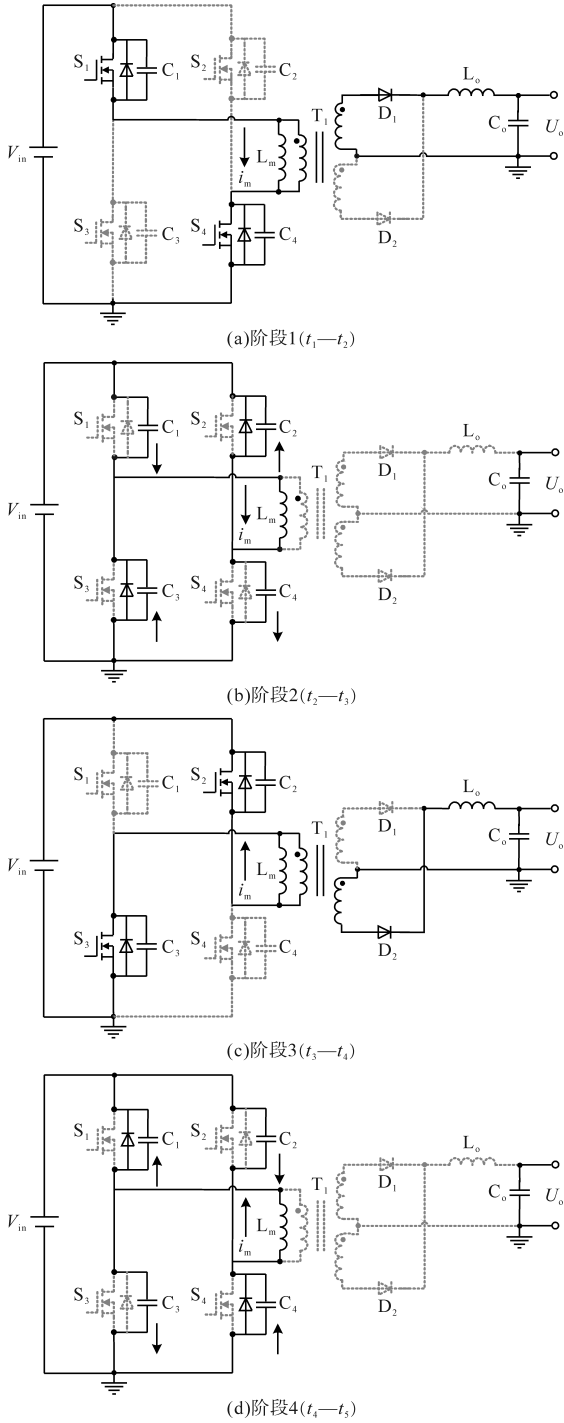 S1 C1 S2 C2
Lo
T1 D1 Co Uo
Vin Lm
im
S3 C3 S4 C4 D2
(a)阶段1(t1—t2)
S1 C1 S2 C2
Lo
T1 D1 Co Uo
Vin Lm
im
S3 C3 S4 C4 D2
(b)阶段2(t2—t3)
S1 C1 S2 C2
Lo
T1 D1 Co Uo
Vin Lm
im
S3 C3 S4 C4 D2
(c)阶段3(t3—t4)
S1 C1 S2 C2
Lo
T1 D1 Co Uo
Vin Lm
im
S3 C3 S4 C4 D2
(d)阶段4(t4—t5)